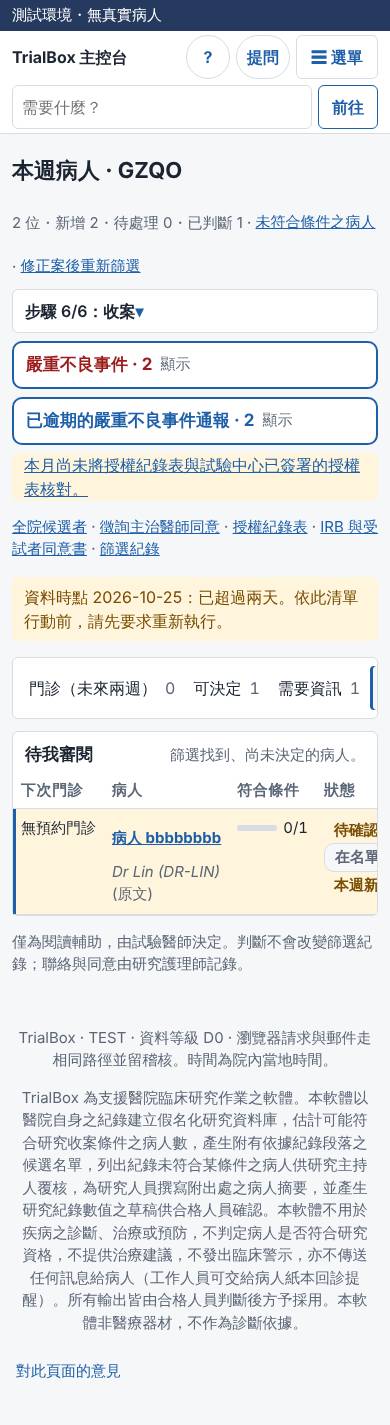 測試環境・無真實病人
TrialBox 主控台
?
提問
☰ 選單
需要什麼？
前往
本週病人 · GZQO
2 位・新增 2・待處理 0・已判斷 1 · 未符合條件之病人
· 修正案後重新篩選
步驟 6/6：收案▾
嚴重不良事件 · 2 顯示
已逾期的嚴重不良事件通報 · 2 顯示
本月尚未將授權紀錄表與試驗中心已簽署的授權
表核對。
全院候選者 · 徵詢主治醫師同意 · 授權紀錄表 · IRB 與受
試者同意書 · 篩選紀錄
資料時點 2026-10-25：已超過兩天。依此清單
行動前，請先要求重新執行。
門診（未來兩週） 0 可決定 1 需要資訊 1
待我審閱 篩選找到、尚未決定的病人。
下次門診 病人 符合條件 狀態
無預約門診 病人 bbbbbbbb 0/1 待確認
Dr Lin (DR-LIN) 在名單
(原文) 本週新
僅為閱讀輔助，由試驗醫師決定。判斷不會改變篩選紀
錄；聯絡與同意由研究護理師記錄。
TrialBox · TEST · 資料等級 D0 · 瀏覽器請求與郵件走
相同路徑並留稽核。時間為院內當地時間。
TrialBox 為支援醫院臨床研究作業之軟體。本軟體以
醫院自身之紀錄建立假名化研究資料庫，估計可能符
合研究收案條件之病人數，產生附有依據紀錄段落之
候選名單，列出紀錄未符合某條件之病人供研究主持
人覆核，為研究人員撰寫附出處之病人摘要，並產生
研究紀錄數值之草稿供合格人員確認。本軟體不用於
疾病之診斷、治療或預防，不判定病人是否符合研究
資格，不提供治療建議，不發出臨床警示，亦不傳送
任何訊息給病人（工作人員可交給病人紙本回診提
醒）。所有輸出皆由合格人員判斷後方予採用。本軟
體非醫療器材，不作為診斷依據。
對此頁面的意見